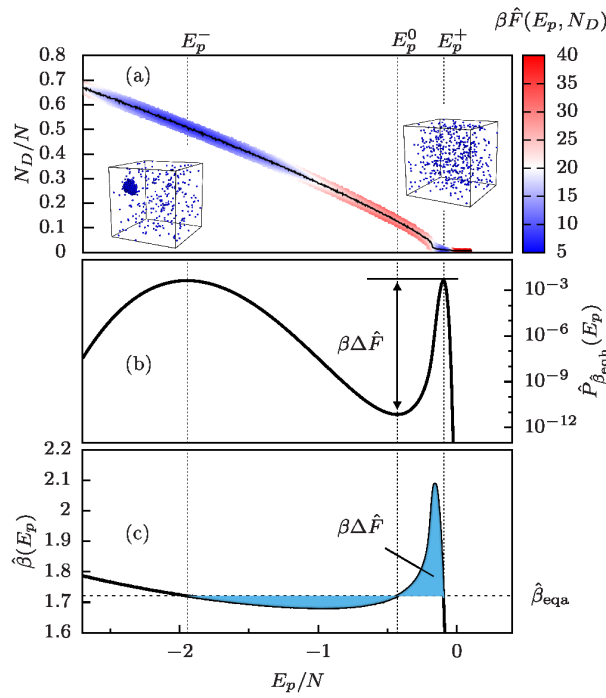 E_p^- E_p^0 E_p^+ βF̂(E_p, N_D)
(a)
N_D/N
0.8
0.7
0.6
0.5
0.4
0.3
0.2
0.1
0
40
35
30
25
20
15
10
5
(b)
βΔF̂
10^{-3}
10^{-6}
10^{-9}
10^{-12}
P̂_{β̂_{eqh}}(E_p)
(c)
βΔF̂
β̂(E_p)
2.2
2.1
2
1.9
1.8
1.7
1.6
β̂_{eqa}
−2 −1 0
E_p/N